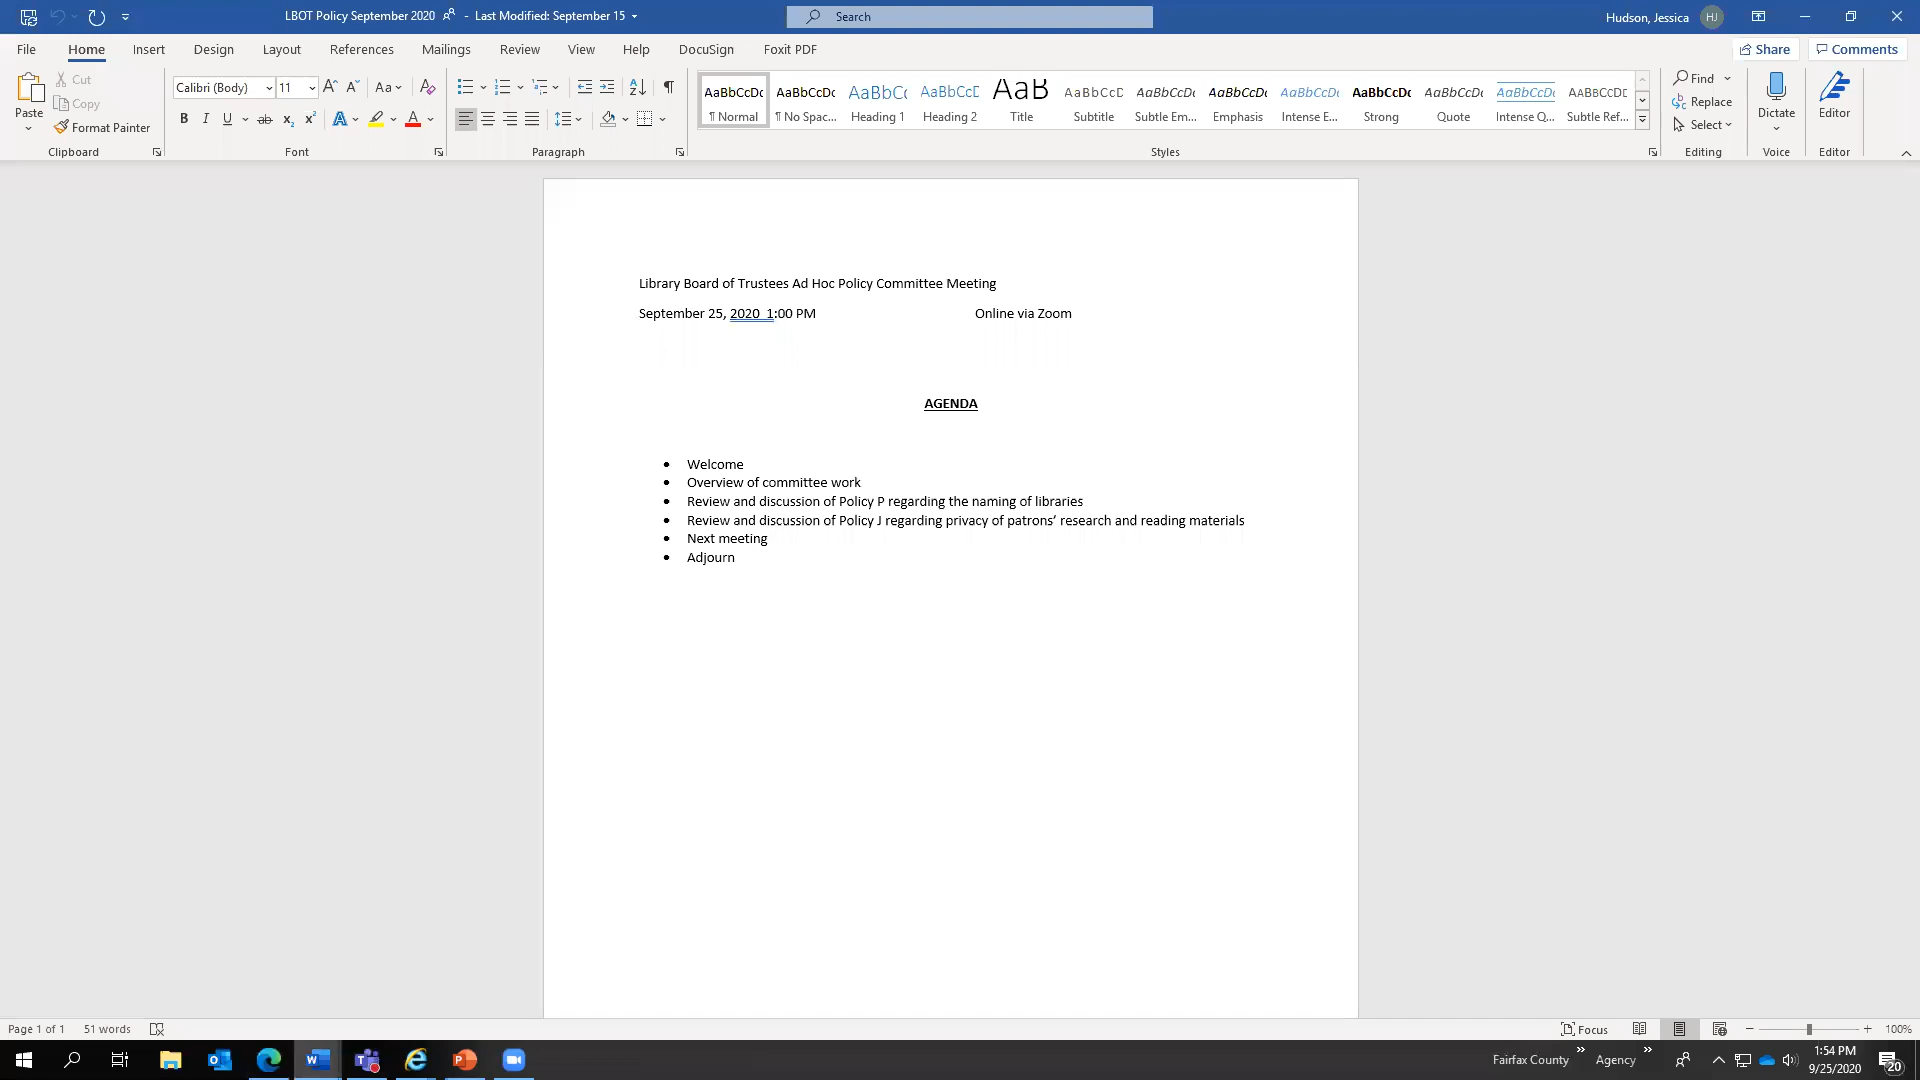 LBOT Policy September 2020 - Last Modified: September 15
Search
Hudson, Jessica HJ
File Home Insert Design Layout References Mailings Review View Help DocuSign Foxit PDF
Share Comments
Paste
Cut
Copy
Format Painter
Clipboard
Calibri (Body) 11
Aa
B I U ab x₂ x² A A
Font
Paragraph
AaBbCcDc AaBbCcDc AaBbC( AaBbCcD AaB AaBbCcD AaBbCcDc AaBbCcDc AaBbCcDc AaBbCcDc AaBbCcDc AaBbCcDc AABBCCDD
¶ Normal ¶ No Spac... Heading 1 Heading 2 Title Subtitle Subtle Em... Emphasis Intense E... Strong Quote Intense Q... Subtle Ref...
Styles
Find
Replace
Select
Editing
Dictate
Voice
Editor
Editor
Library Board of Trustees Ad Hoc Policy Committee Meeting
September 25, 2020 1:00 PM Online via Zoom
AGENDA
• Welcome
• Overview of committee work
• Review and discussion of Policy P regarding the naming of libraries
• Review and discussion of Policy J regarding privacy of patrons’ research and reading materials
• Next meeting
• Adjourn
Page 1 of 1 51 words
Focus
100%
Fairfax County » Agency »
1:54 PM
9/25/2020
20